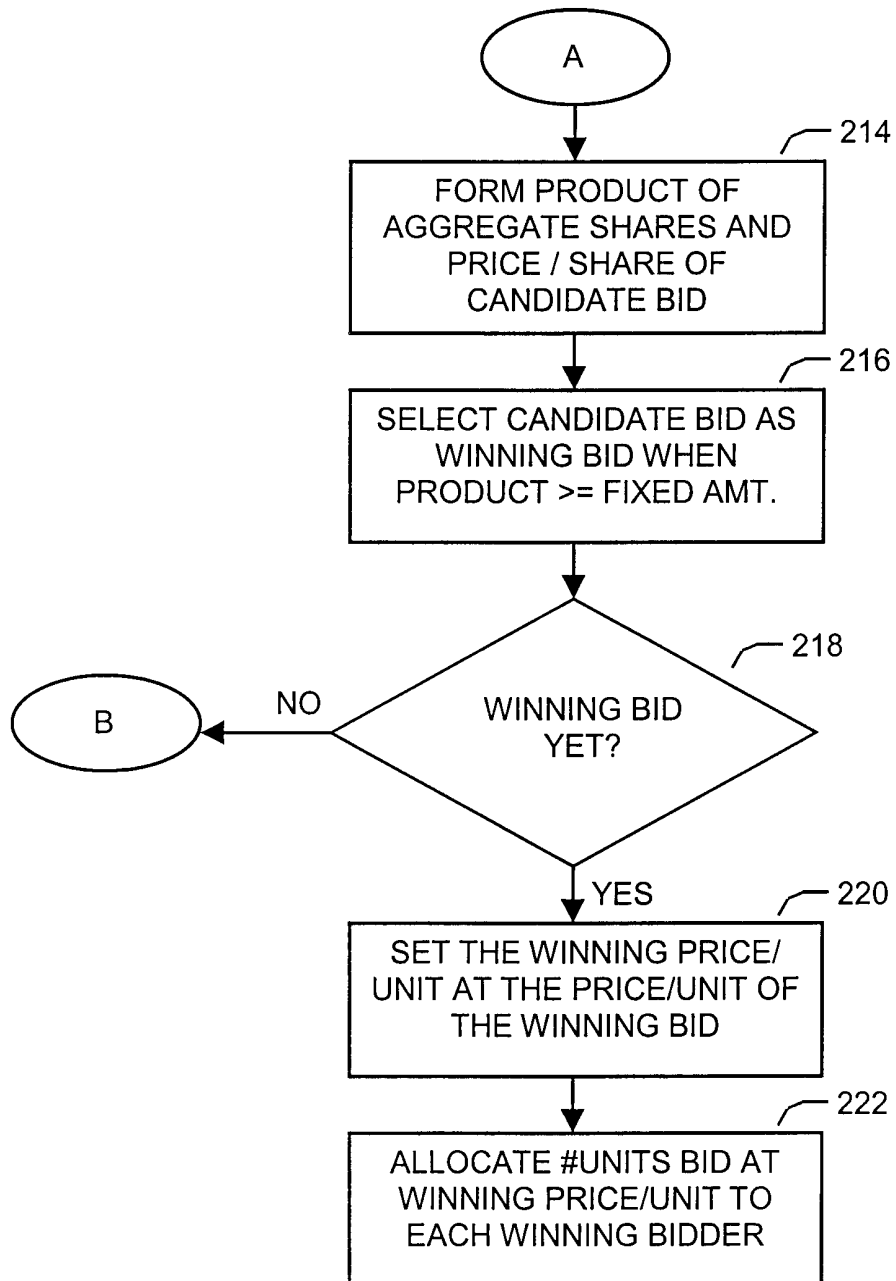 A
214
FORM PRODUCT OF
AGGREGATE SHARES AND
PRICE / SHARE OF
CANDIDATE BID
216
SELECT CANDIDATE BID AS
WINNING BID WHEN
PRODUCT >= FIXED AMT.
218
WINNING BID
YET?
NO
B
YES
220
SET THE WINNING PRICE/
UNIT AT THE PRICE/UNIT OF
THE WINNING BID
222
ALLOCATE #UNITS BID AT
WINNING PRICE/UNIT TO
EACH WINNING BIDDER